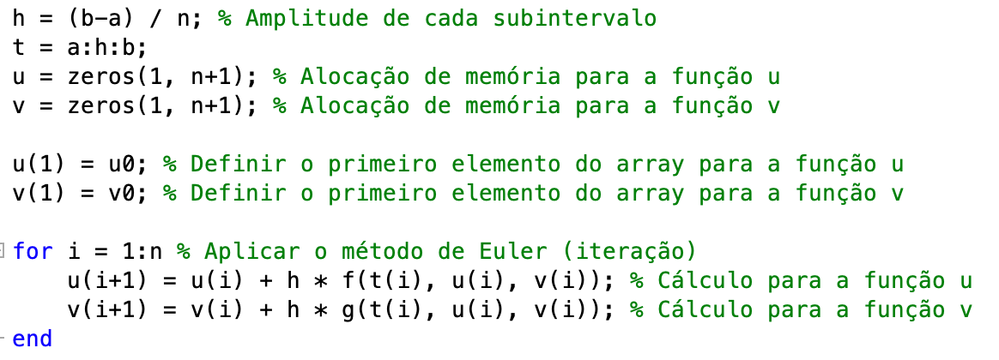 h = (b-a) / n; % Amplitude de cada subintervalo
t = a:h:b;
u = zeros(1, n+1); % Alocação de memória para a função u
v = zeros(1, n+1); % Alocação de memória para a função v
u(1) = u0; % Definir o primeiro elemento do array para a função u
v(1) = v0; % Definir o primeiro elemento do array para a função v
for i = 1:n % Aplicar o método de Euler (iteração)
u(i+1) = u(i) + h * f(t(i), u(i), v(i)); % Cálculo para a função u
v(i+1) = v(i) + h * g(t(i), u(i), v(i)); % Cálculo para a função v
end